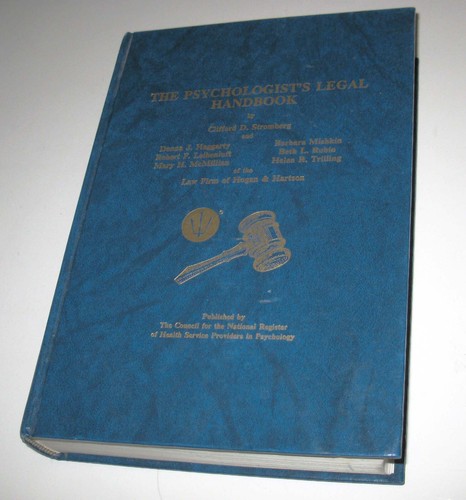 THE PSYCHOLOGIST'S LEGAL
HANDBOOK
by
Clifford D. Stromberg
and
Deneen J. Haggarty
Barbara Mishkin
Robert F. Leibenluft
Beth L. Rubin
Mary H. McMillian
Helen R. Trilling
of the
Law Firm of Hogan & Hartson
Published by
The Council for the National Register
of Health Service Providers in Psychology